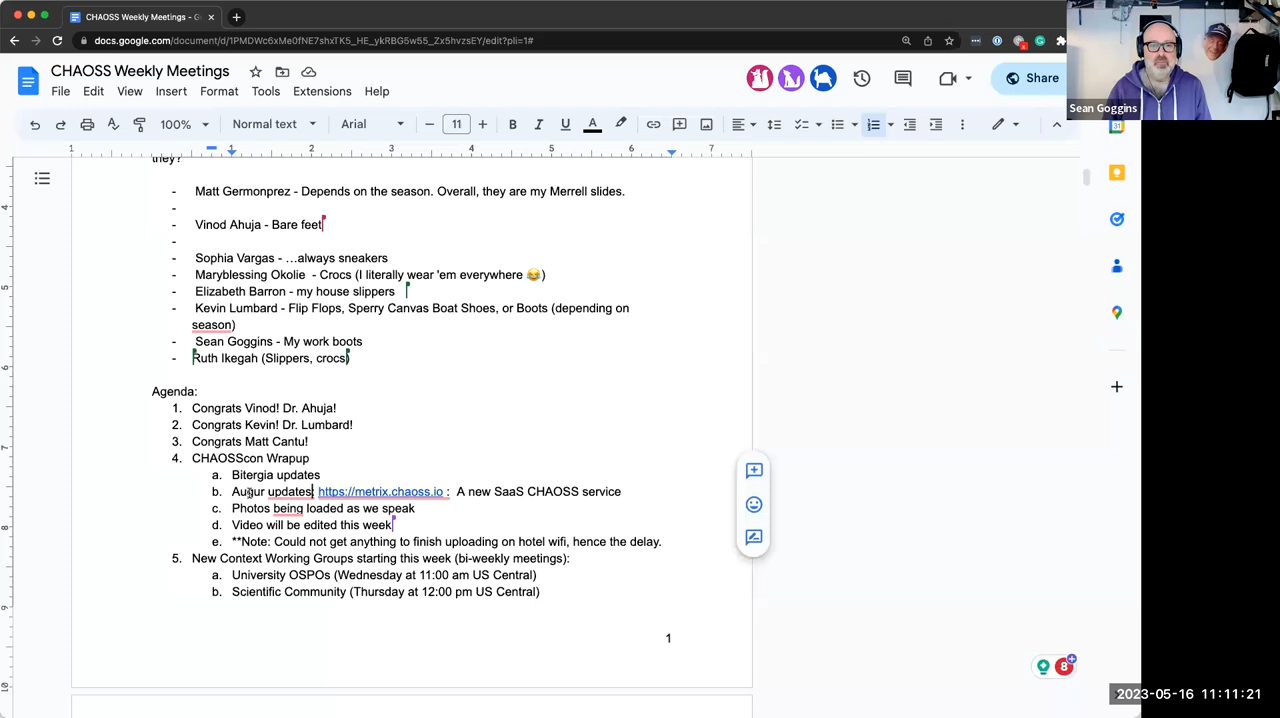 CHAOSS Weekly Meetings - G
docs.google.com/document/d/1PMDWc6xMe0fNE7shxTK5_HE_ykRBG5w55_Zx5hvzsEY/edit?pli=1#
CHAOSS Weekly Meetings
File Edit View Insert Format Tools Extensions Help
Share
Sean Goggins
100% Normal text Arial 11
1 1 2 3 4 5 6 7
they?
- Matt Germonprez - Depends on the season. Overall, they are my Merrell slides.
-
- Vinod Ahuja - Bare feet
-
- Sophia Vargas - …always sneakers
- Maryblessing Okolie - Crocs (I literally wear 'em everywhere 😂)
- Elizabeth Barron - my house slippers
- Kevin Lumbard - Flip Flops, Sperry Canvas Boat Shoes, or Boots (depending on
season)
- Sean Goggins - My work boots
- Ruth Ikegah (Slippers, crocs)
Agenda:
1. Congrats Vinod! Dr. Ahuja!
2. Congrats Kevin! Dr. Lumbard!
3. Congrats Matt Cantu!
4. CHAOSScon Wrapup
a. Bitergia updates
b. Augur updates: https://metrix.chaoss.io : A new SaaS CHAOSS service
c. Photos being loaded as we speak
d. Video will be edited this week
e. **Note: Could not get anything to finish uploading on hotel wifi, hence the delay.
5. New Context Working Groups starting this week (bi-weekly meetings):
a. University OSPOs (Wednesday at 11:00 am US Central)
b. Scientific Community (Thursday at 12:00 pm US Central)
1
8
2023-05-16 11:11:21